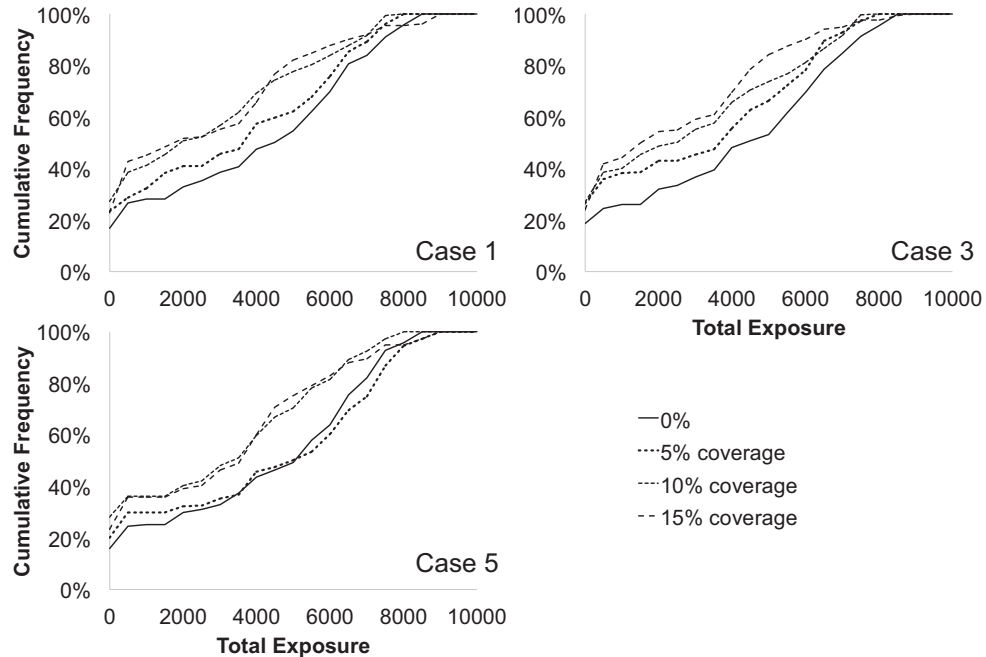 100%
80%
60%
40%
20%
0%
Cumulative Frequency
Case 1
0 2000 4000 6000 8000 10000
100%
80%
60%
40%
20%
0%
Case 3
0 2000 4000 6000 8000 10000
Total Exposure
100%
80%
60%
40%
20%
0%
Cumulative Frequency
Case 5
0 2000 4000 6000 8000 10000
Total Exposure
0%
5% coverage
10% coverage
15% coverage